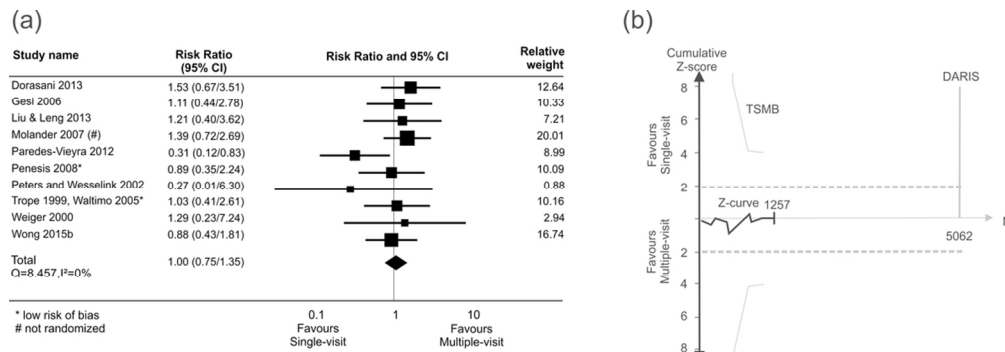 (a)
Study name Risk Ratio Risk Ratio and 95% CI Relative
(95% CI) weight
Dorasani 2013 1.53 (0.67/3.51) 12.64
Gesi 2006 1.11 (0.44/2.78) 10.33
Liu & Leng 2013 1.21 (0.40/3.62) 7.21
Molander 2007 (#) 1.39 (0.72/2.69) 20.01
Paredes-Vieyra 2012 0.31 (0.12/0.83) 8.99
Penesis 2008* 0.89 (0.35/2.24) 10.09
Peters and Wesselink 2002 0.27 (0.01/6.30) 0.88
Trope 1999, Waltimo 2005* 1.03 (0.41/2.61) 10.16
Weiger 2000 1.29 (0.23/7.24) 2.94
Wong 2015b 0.88 (0.43/1.81) 16.74
Total 1.00 (0.75/1.35)
Q=8.457,I²=0%
* low risk of bias
# not randomized
0.1 1 10
Favours Favours
Single-visit Multiple-visit
(b)
Cumulative
Z-score
DARIS
8
TSMB
6
4
2
Favours
Single-visit
Z-curve 1257
N
5062
Favours
Multiple-visit
2
4
6
8